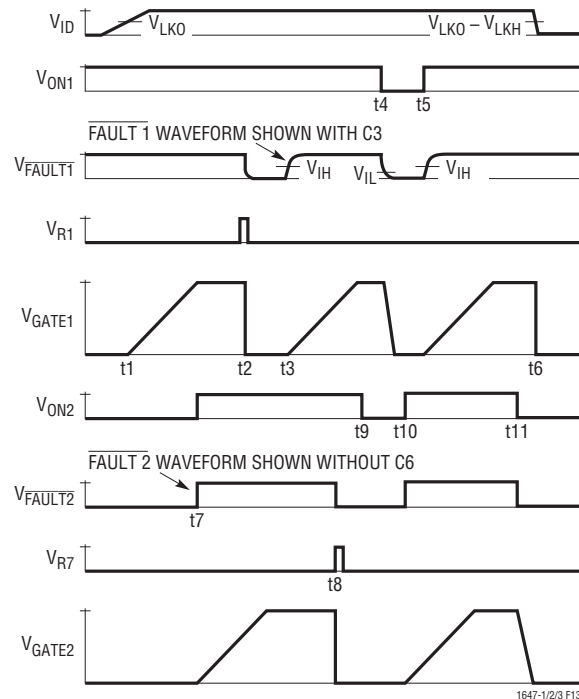 VID
VLKO
VLKO – VLKH
VON1
t4
t5
FAULT 1 WAVEFORM SHOWN WITH C3
VFAULT1
VIH
VIL
VIH
VR1
VGATE1
t1
t2
t3
t6
VON2
t9
t10
t11
FAULT 2 WAVEFORM SHOWN WITHOUT C6
VFAULT2
t7
VR7
t8
VGATE2
1647-1/2/3 F13